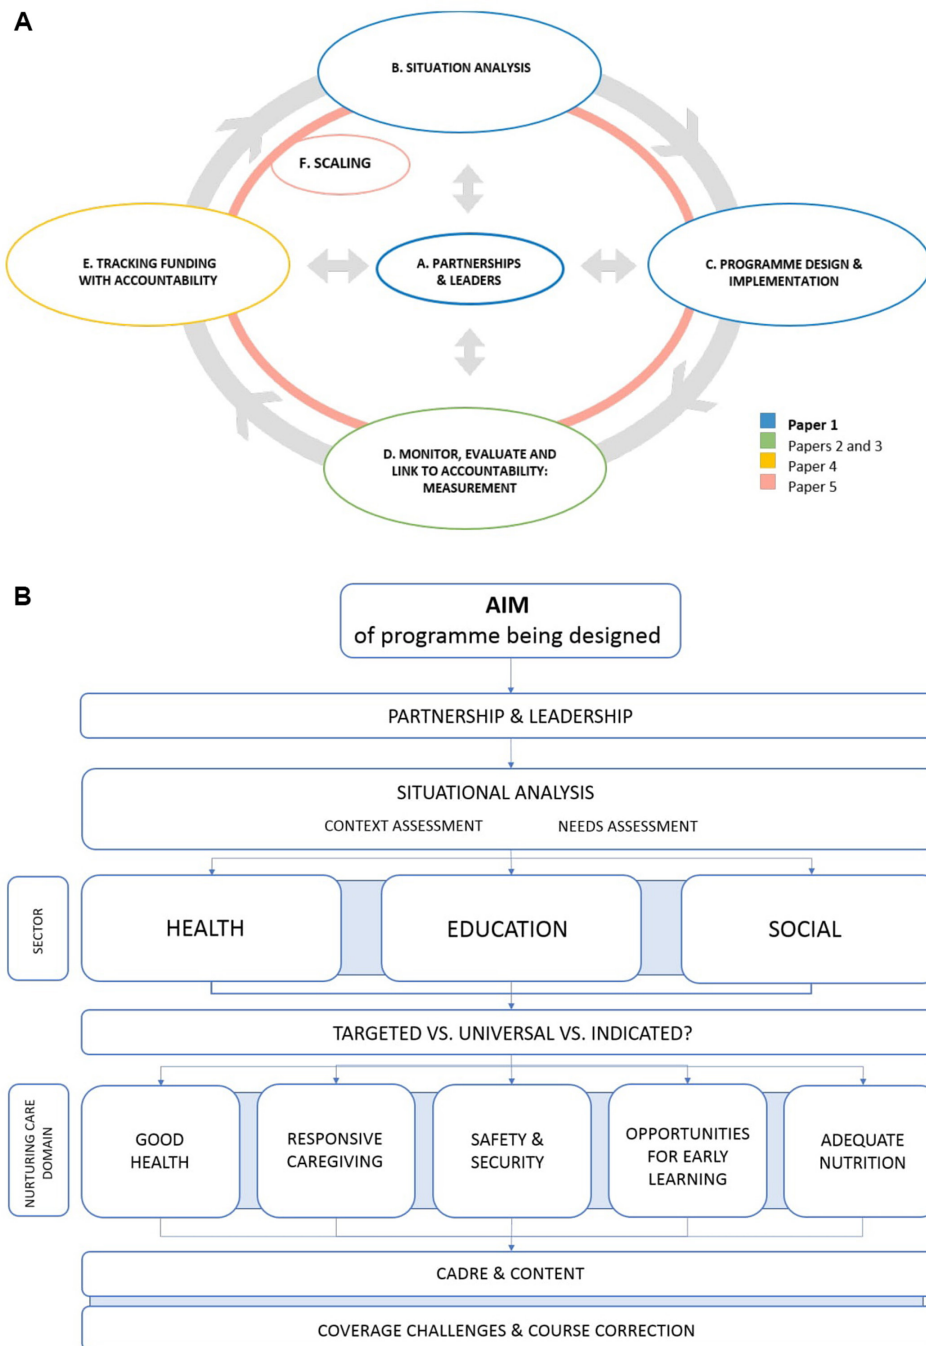 A
B. SITUATION ANALYSIS
F. SCALING
E. TRACKING FUNDING
WITH ACCOUNTABILITY
A. PARTNERSHIPS
& LEADERS
C. PROGRAMME DESIGN &
IMPLEMENTATION
D. MONITOR, EVALUATE AND
LINK TO ACCOUNTABILITY:
MEASUREMENT
Paper 1
Papers 2 and 3
Paper 4
Paper 5
B
AIM
of programme being designed
PARTNERSHIP & LEADERSHIP
SITUATIONAL ANALYSIS
CONTEXT ASSESSMENT
NEEDS ASSESSMENT
SECTOR
HEALTH
EDUCATION
SOCIAL
TARGETED VS. UNIVERSAL VS. INDICATED?
NURTURING CARE
DOMAIN
GOOD
HEALTH
RESPONSIVE
CAREGIVING
SAFETY &
SECURITY
OPPORTUNITIES
FOR EARLY
LEARNING
ADEQUATE
NUTRITION
CADRE & CONTENT
COVERAGE CHALLENGES & COURSE CORRECTION